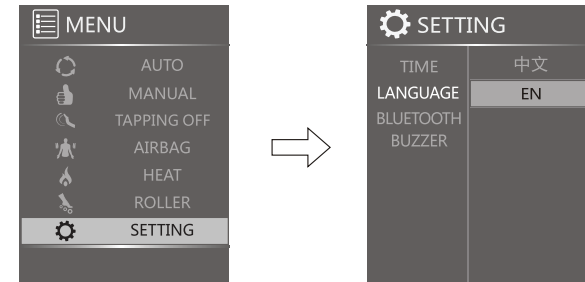 MENU
AUTO
MANUAL
TAPPING OFF
AIRBAG
HEAT
ROLLER
SETTING
SETTING
TIME
LANGUAGE
BLUETOOTH
BUZZER
中文
EN